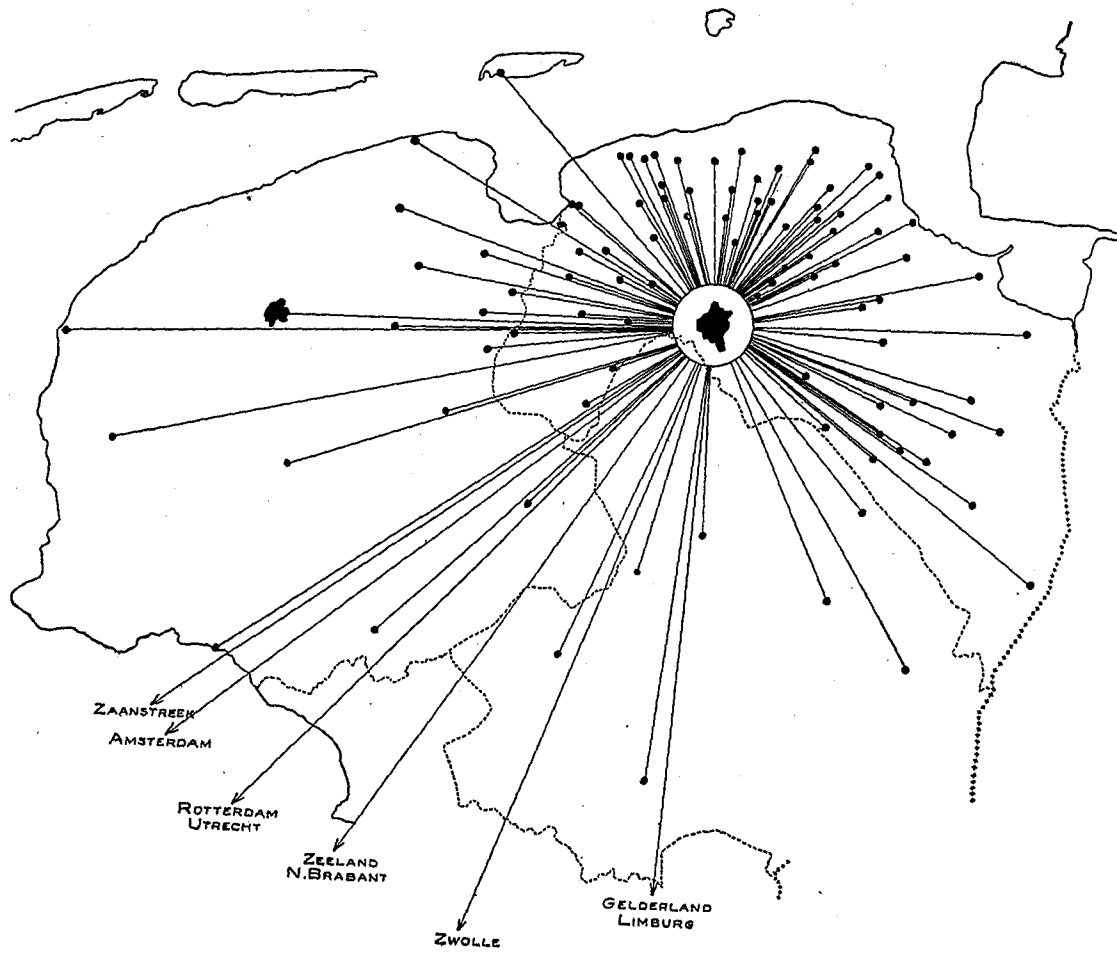 ZAANSTREEK
AMSTERDAM
ROTTERDAM
UTRECHT
ZEELAND
N.BRABANT
GELDERLAND
LIMBURG
ZWOLLE